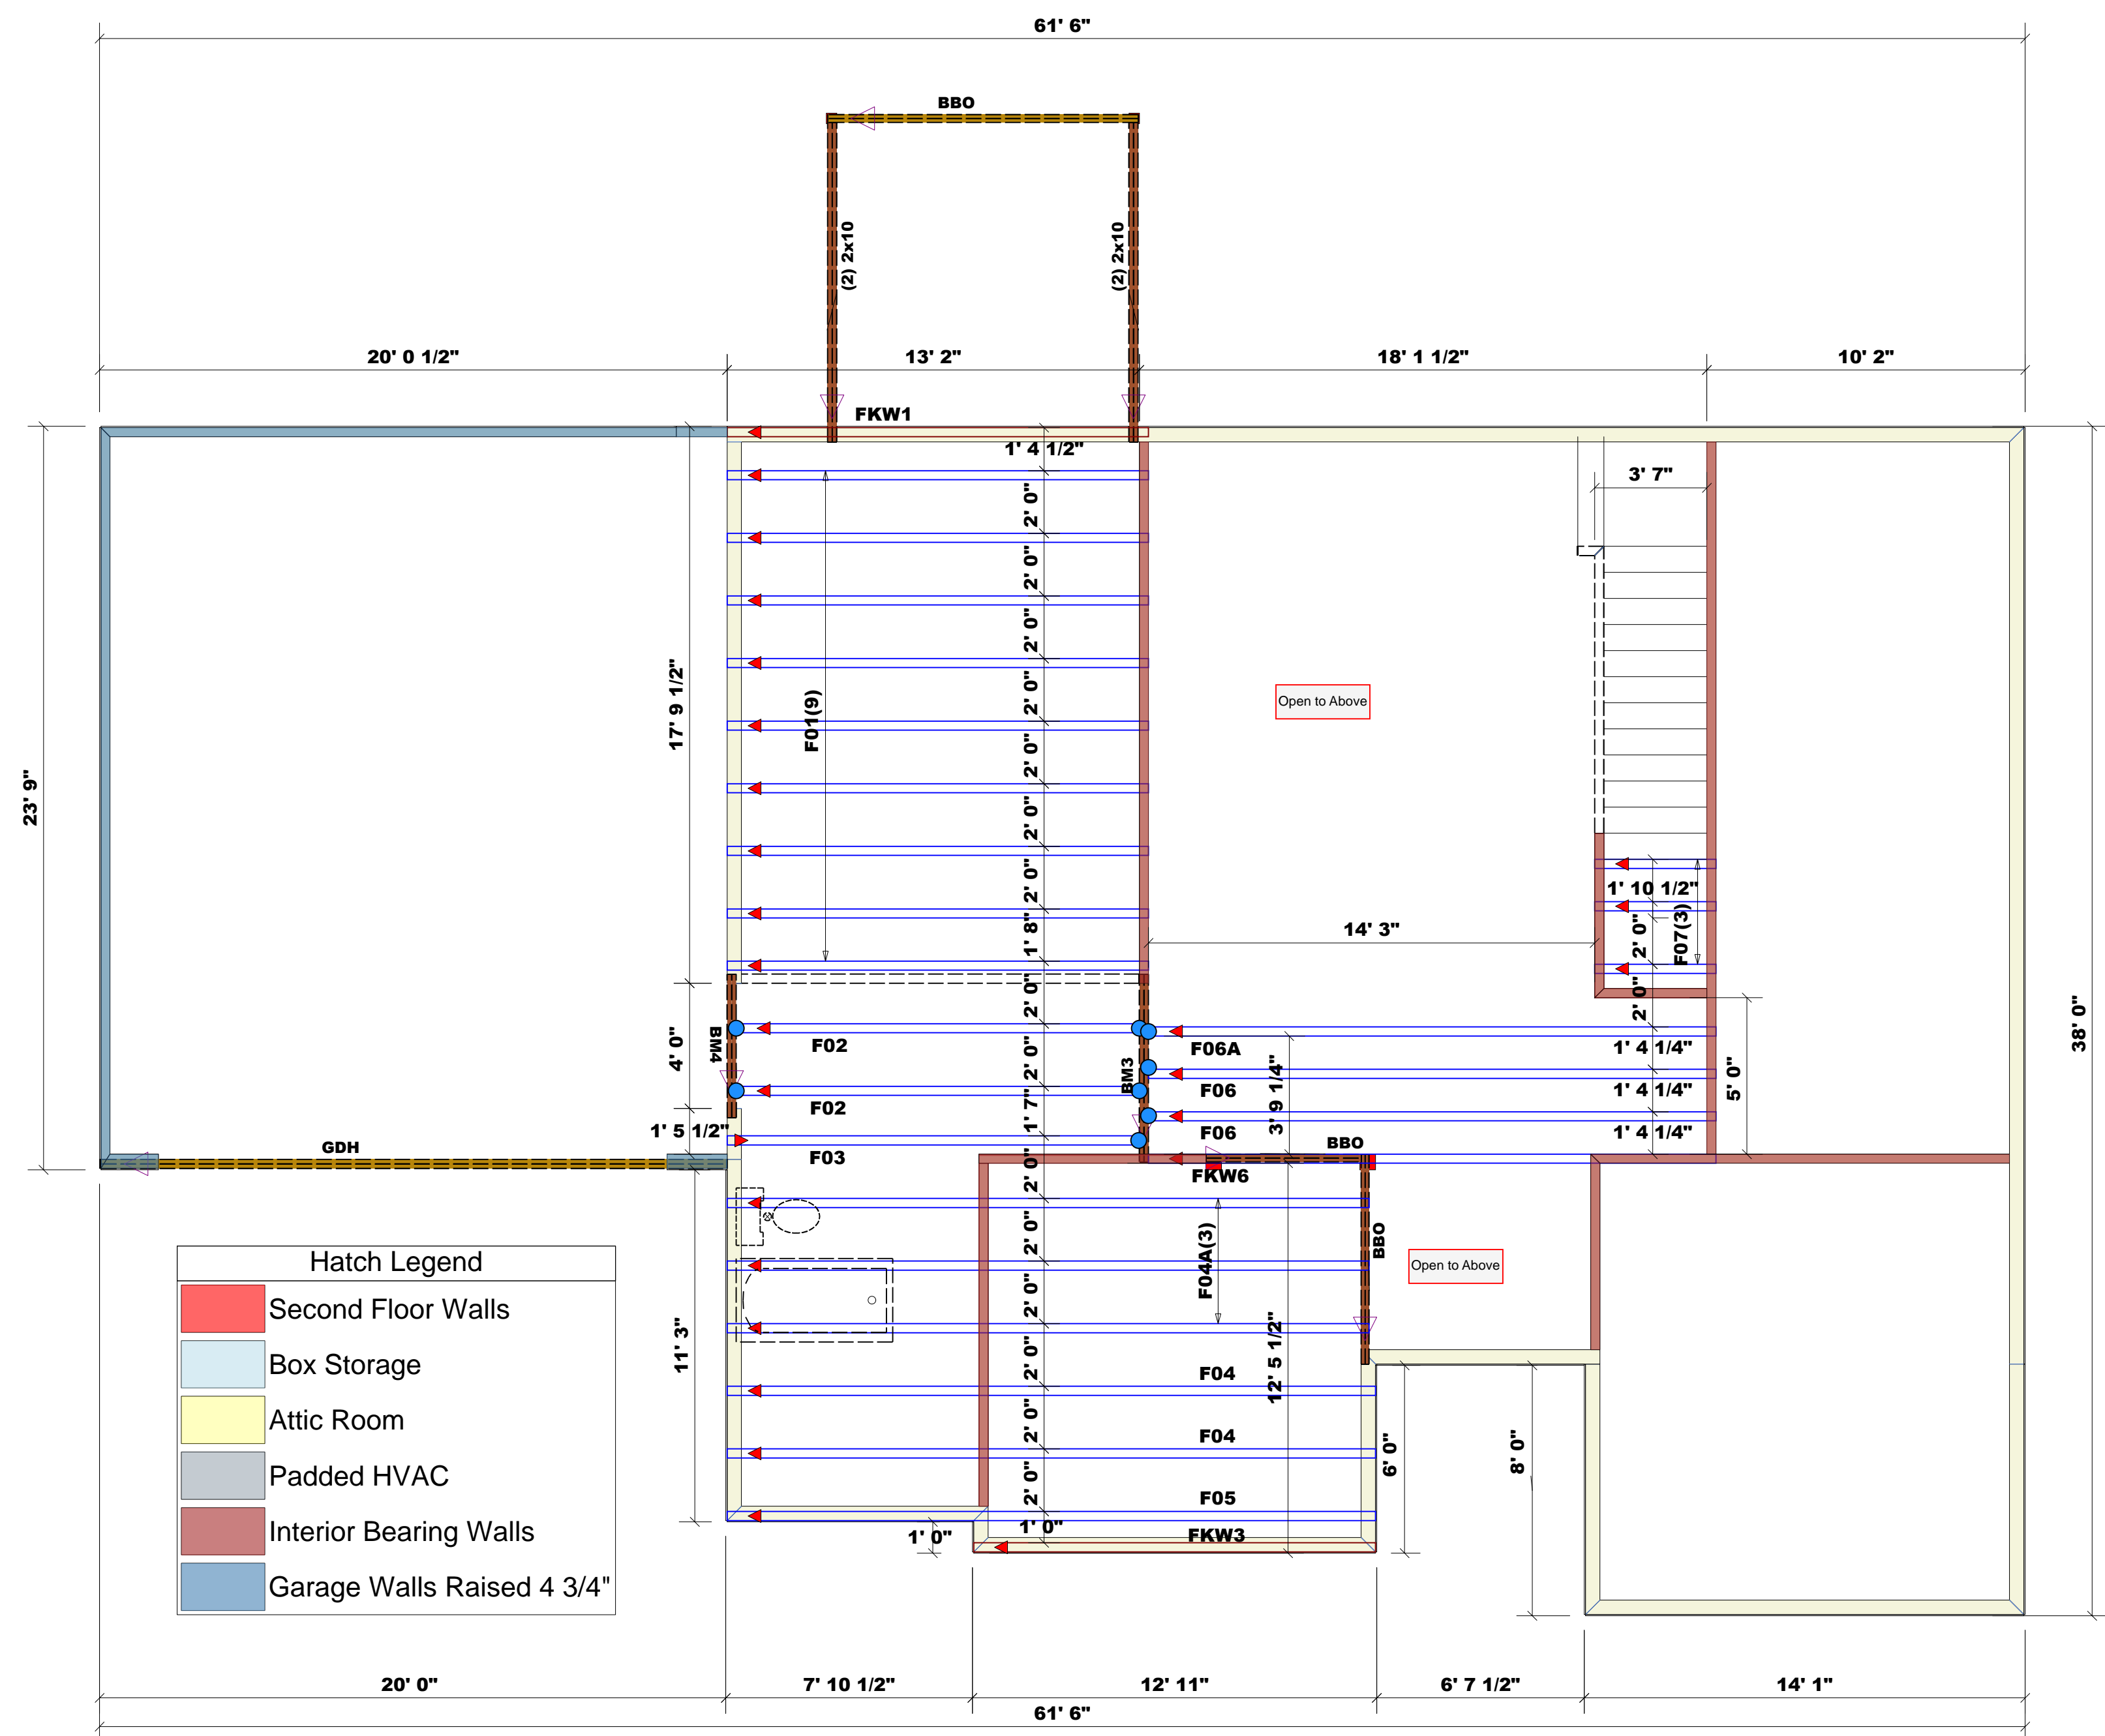 61' 6"
BBO
(2) 2x10
(2) 2x10
20' 0 1/2"
13' 2"
18' 1 1/2"
10' 2"
FKW1
1' 4 1/2"
3' 7"
2' 0"
2' 0"
2' 0"
2' 0"
2' 0"
2' 0"
2' 0"
1' 8"
17' 9 1/2"
F01(9)
Open to Above
23' 9"
38' 0"
1' 10 1/2"
F07(3)
2' 0"
14' 3"
2' 0"
2' 0"
BM4
4' 0"
F02
F06A
1' 4 1/4"
2' 0"
BM3
F06
3' 9 1/4"
1' 4 1/4"
5' 0"
F02
1' 7"
1' 5 1/2"
F06
1' 4 1/4"
GDH
F03
BBO
FKW6
2' 0"
2' 0"
F04A(3)
BBO
Open to Above
2' 0"
11' 3"
12' 5 1/2"
2' 0"
F04
2' 0"
F04
6' 0"
8' 0"
2' 0"
F05
1' 0"
1' 0"
FKW3
Hatch Legend
Second Floor Walls
Box Storage
Attic Room
Padded HVAC
Interior Bearing Walls
Garage Walls Raised 4 3/4"
20' 0"
7' 10 1/2"
12' 11"
6' 7 1/2"
14' 1"
61' 6"